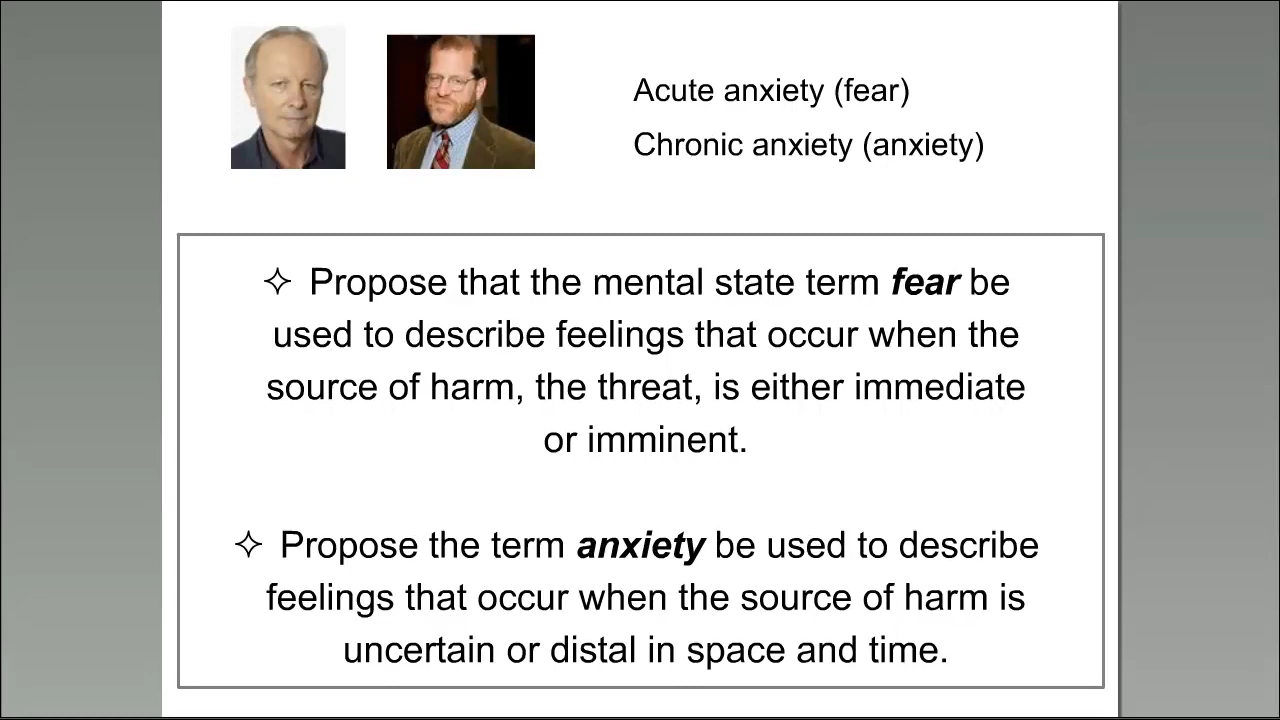 Acute anxiety (fear)
Chronic anxiety (anxiety)
✧ Propose that the mental state term fear be
used to describe feelings that occur when the
source of harm, the threat, is either immediate
or imminent.
✧ Propose the term anxiety be used to describe
feelings that occur when the source of harm is
uncertain or distal in space and time.